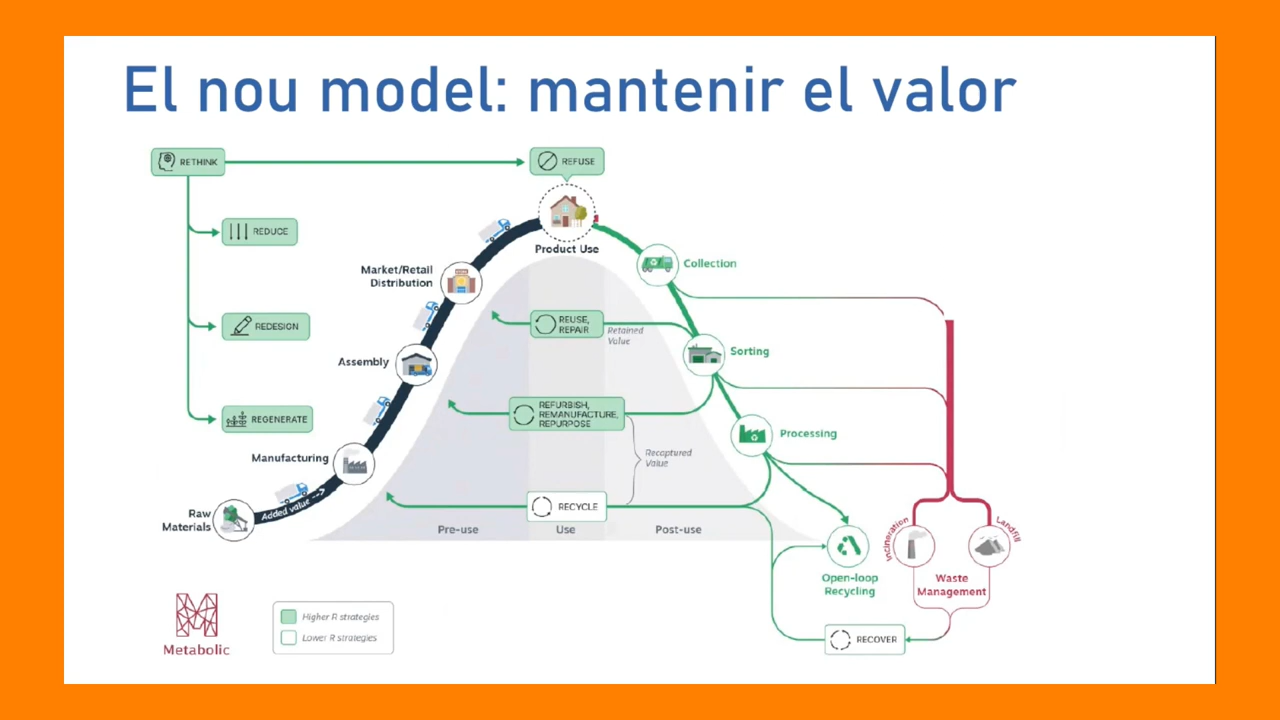 El nou model: mantenir el valor
RETHINK
REFUSE
REDUCE
Product Use
Market/Retail
Distribution
Collection
REUSE,
REPAIR
Retained
Value
REDESIGN
Sorting
Assembly
REFURBISH,
REMANUFACTURE,
REPURPOSE
REGENERATE
Processing
Manufacturing
Recaptured
Value
Added value
RECYCLE
Raw
Materials
Pre-use
Use
Post-use
Incineration
Landfill
Open-loop
Recycling
Waste
Management
Higher R strategies
Lower R strategies
RECOVER
Metabolic